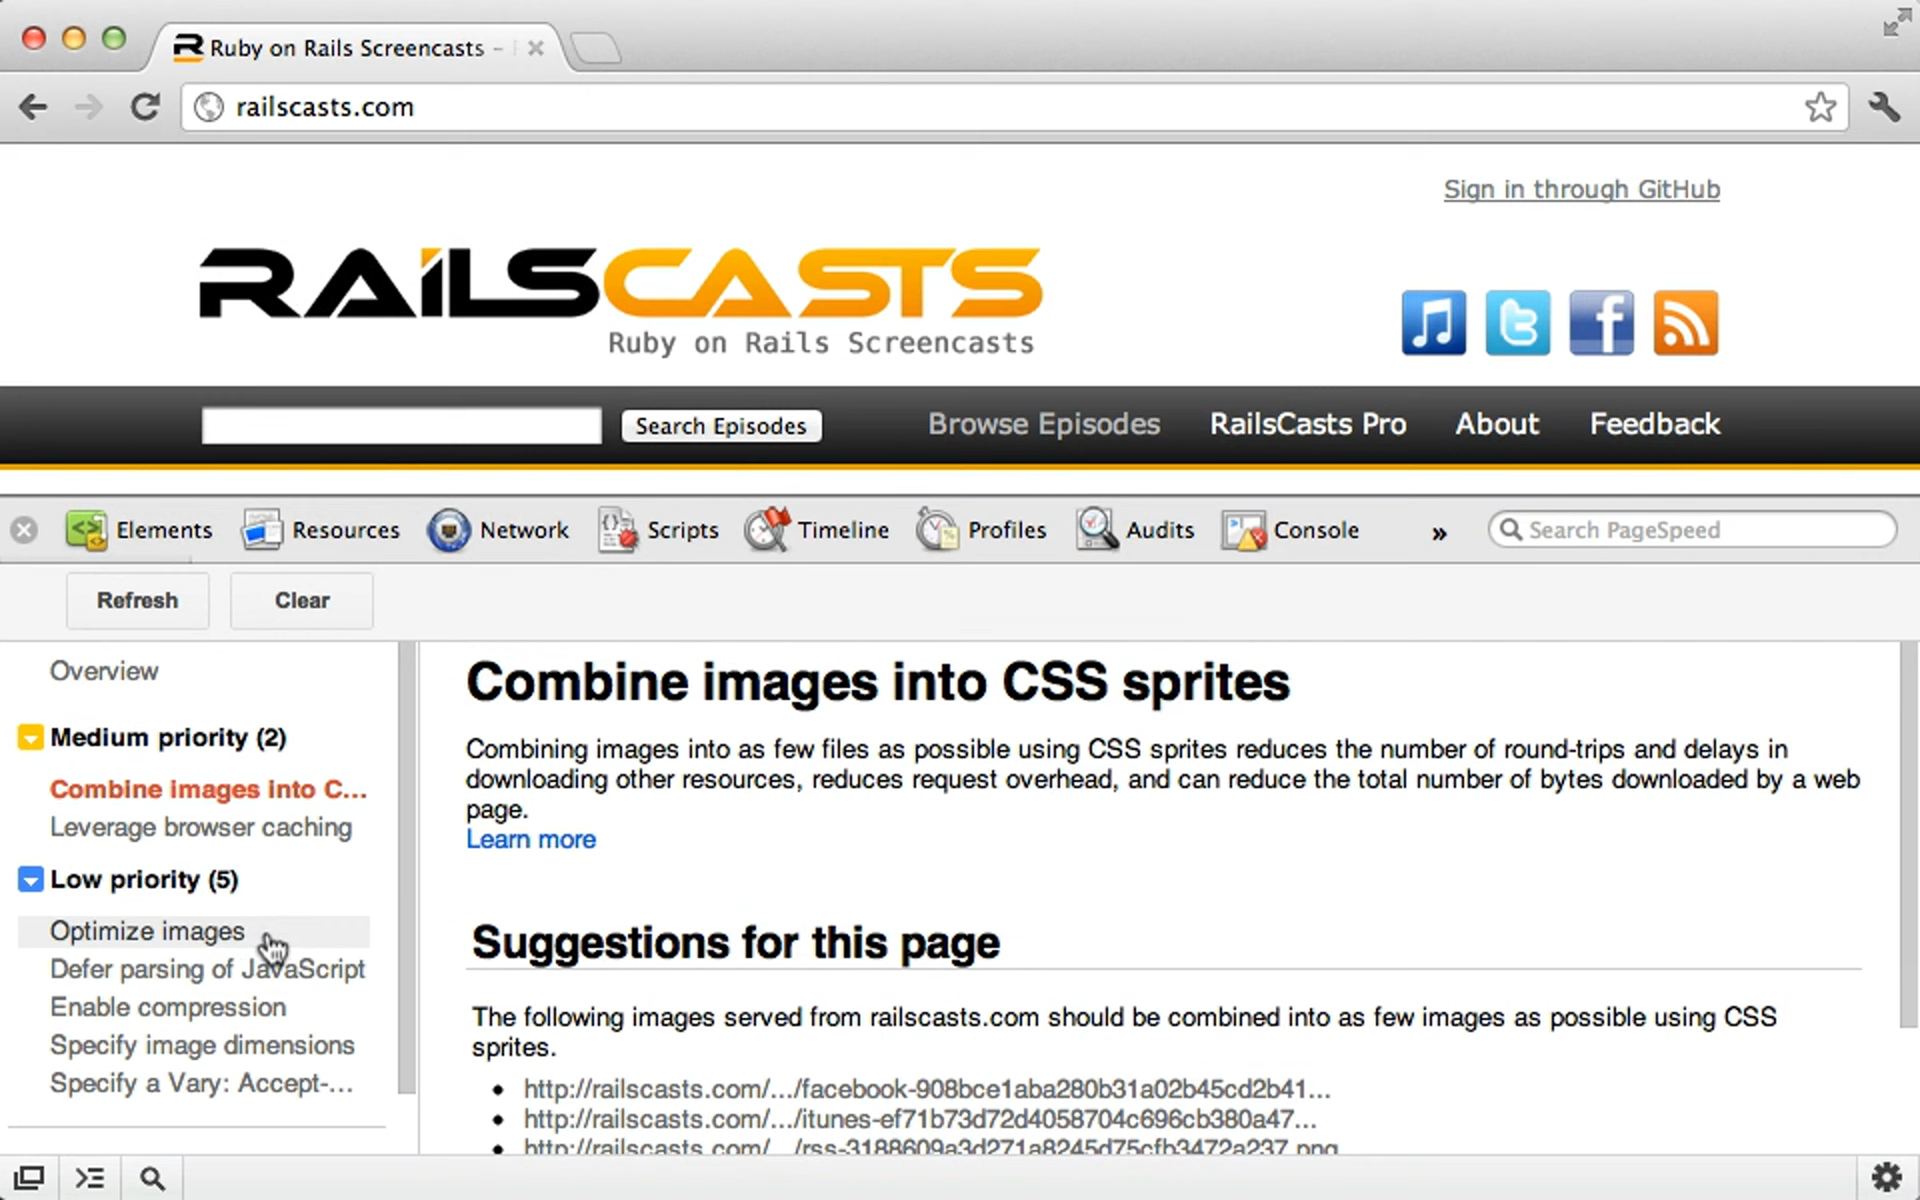 Ruby on Rails Screencasts –
railscasts.com
Sign in through GitHub
RAiLSCASTS
Ruby on Rails Screencasts
Search Episodes
Browse Episodes
RailsCasts Pro
About
Feedback
Elements
Resources
Network
Scripts
Timeline
Profiles
Audits
Console
»
Search PageSpeed
Refresh
Clear
Overview
Medium priority (2)
Combine images into C...
Leverage browser caching
Low priority (5)
Optimize images
Defer parsing of JavaScript
Enable compression
Specify image dimensions
Specify a Vary: Accept-...
Combine images into CSS sprites
Combining images into as few files as possible using CSS sprites reduces the number of round-trips and delays in
downloading other resources, reduces request overhead, and can reduce the total number of bytes downloaded by a web
page.
Learn more
Suggestions for this page
The following images served from railscasts.com should be combined into as few images as possible using CSS
sprites.
• http://railscasts.com/.../facebook-908bce1aba280b31a02b45cd2b41...
• http://railscasts.com/.../itunes-ef71b73d72d4058704c696cb380a47...
• http://railscasts.com/.../rss-3188609a3d271a8245d75cfb3472a237.png